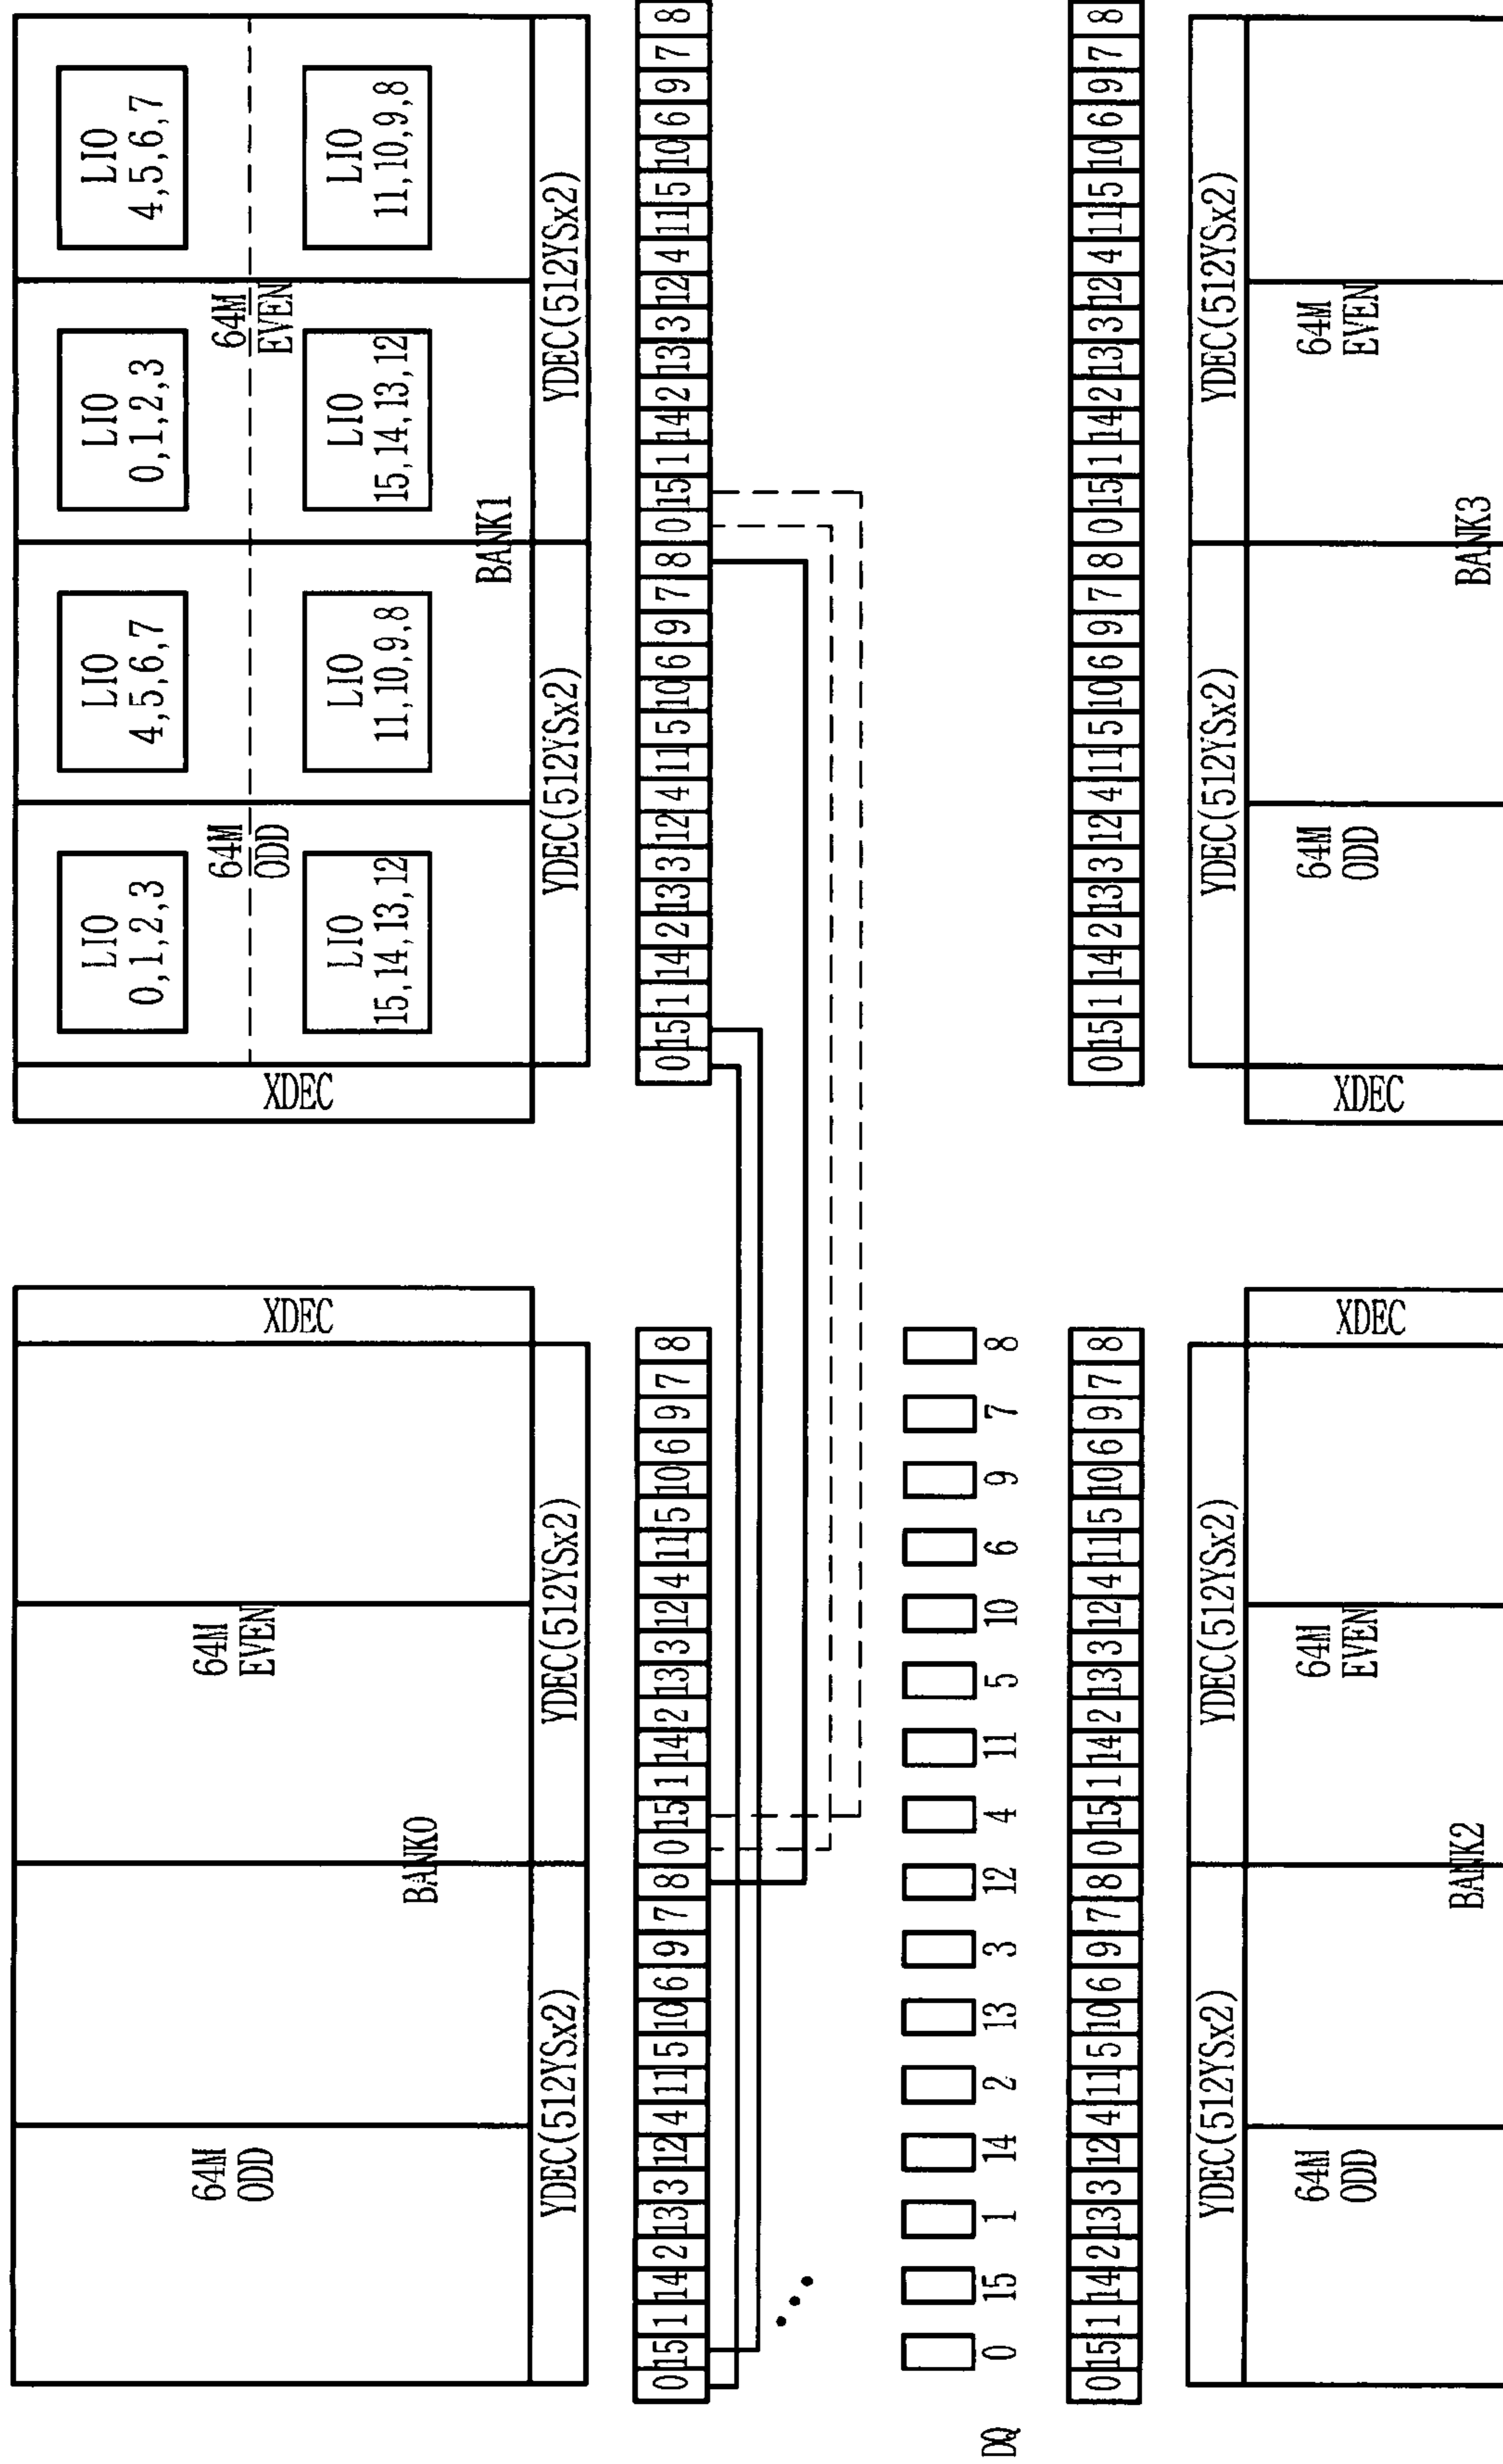 64M
ODD
64M
EVEN
BANK0
XDEC
YDEC(512YSx2) YDEC(512YSx2)
LIO
0,1,2,3
LIO
4,5,6,7
LIO
0,1,2,3
LIO
4,5,6,7
64M
ODD
64M
EVEN
LIO
15,14,13,12
LIO
11,10,9,8
LIO
15,14,13,12
LIO
11,10,9,8
BANK1
XDEC
YDEC(512YSx2) YDEC(512YSx2)
0 15 1 14 2 13 3 12 4 11 5 10 6 9 7 8 0 15 1 14 2 13 3 12 4 11 5 10 6 9 7 8
0 15 1 14 2 13 3 12 4 11 5 10 6 9 7 8 0 15 1 14 2 13 3 12 4 11 5 10 6 9 7 8
DQ 0 15 1 14 2 13 3 12 4 11 5 10 6 9 7 8
0 15 1 14 2 13 3 12 4 11 5 10 6 9 7 8 0 15 1 14 2 13 3 12 4 11 5 10 6 9 7 8
0 15 1 14 2 13 3 12 4 11 5 10 6 9 7 8 0 15 1 14 2 13 3 12 4 11 5 10 6 9 7 8
YDEC(512YSx2) YDEC(512YSx2)
64M
ODD
64M
EVEN
XDEC
BANK2
YDEC(512YSx2) YDEC(512YSx2)
XDEC
64M
ODD
64M
EVEN
BANK3